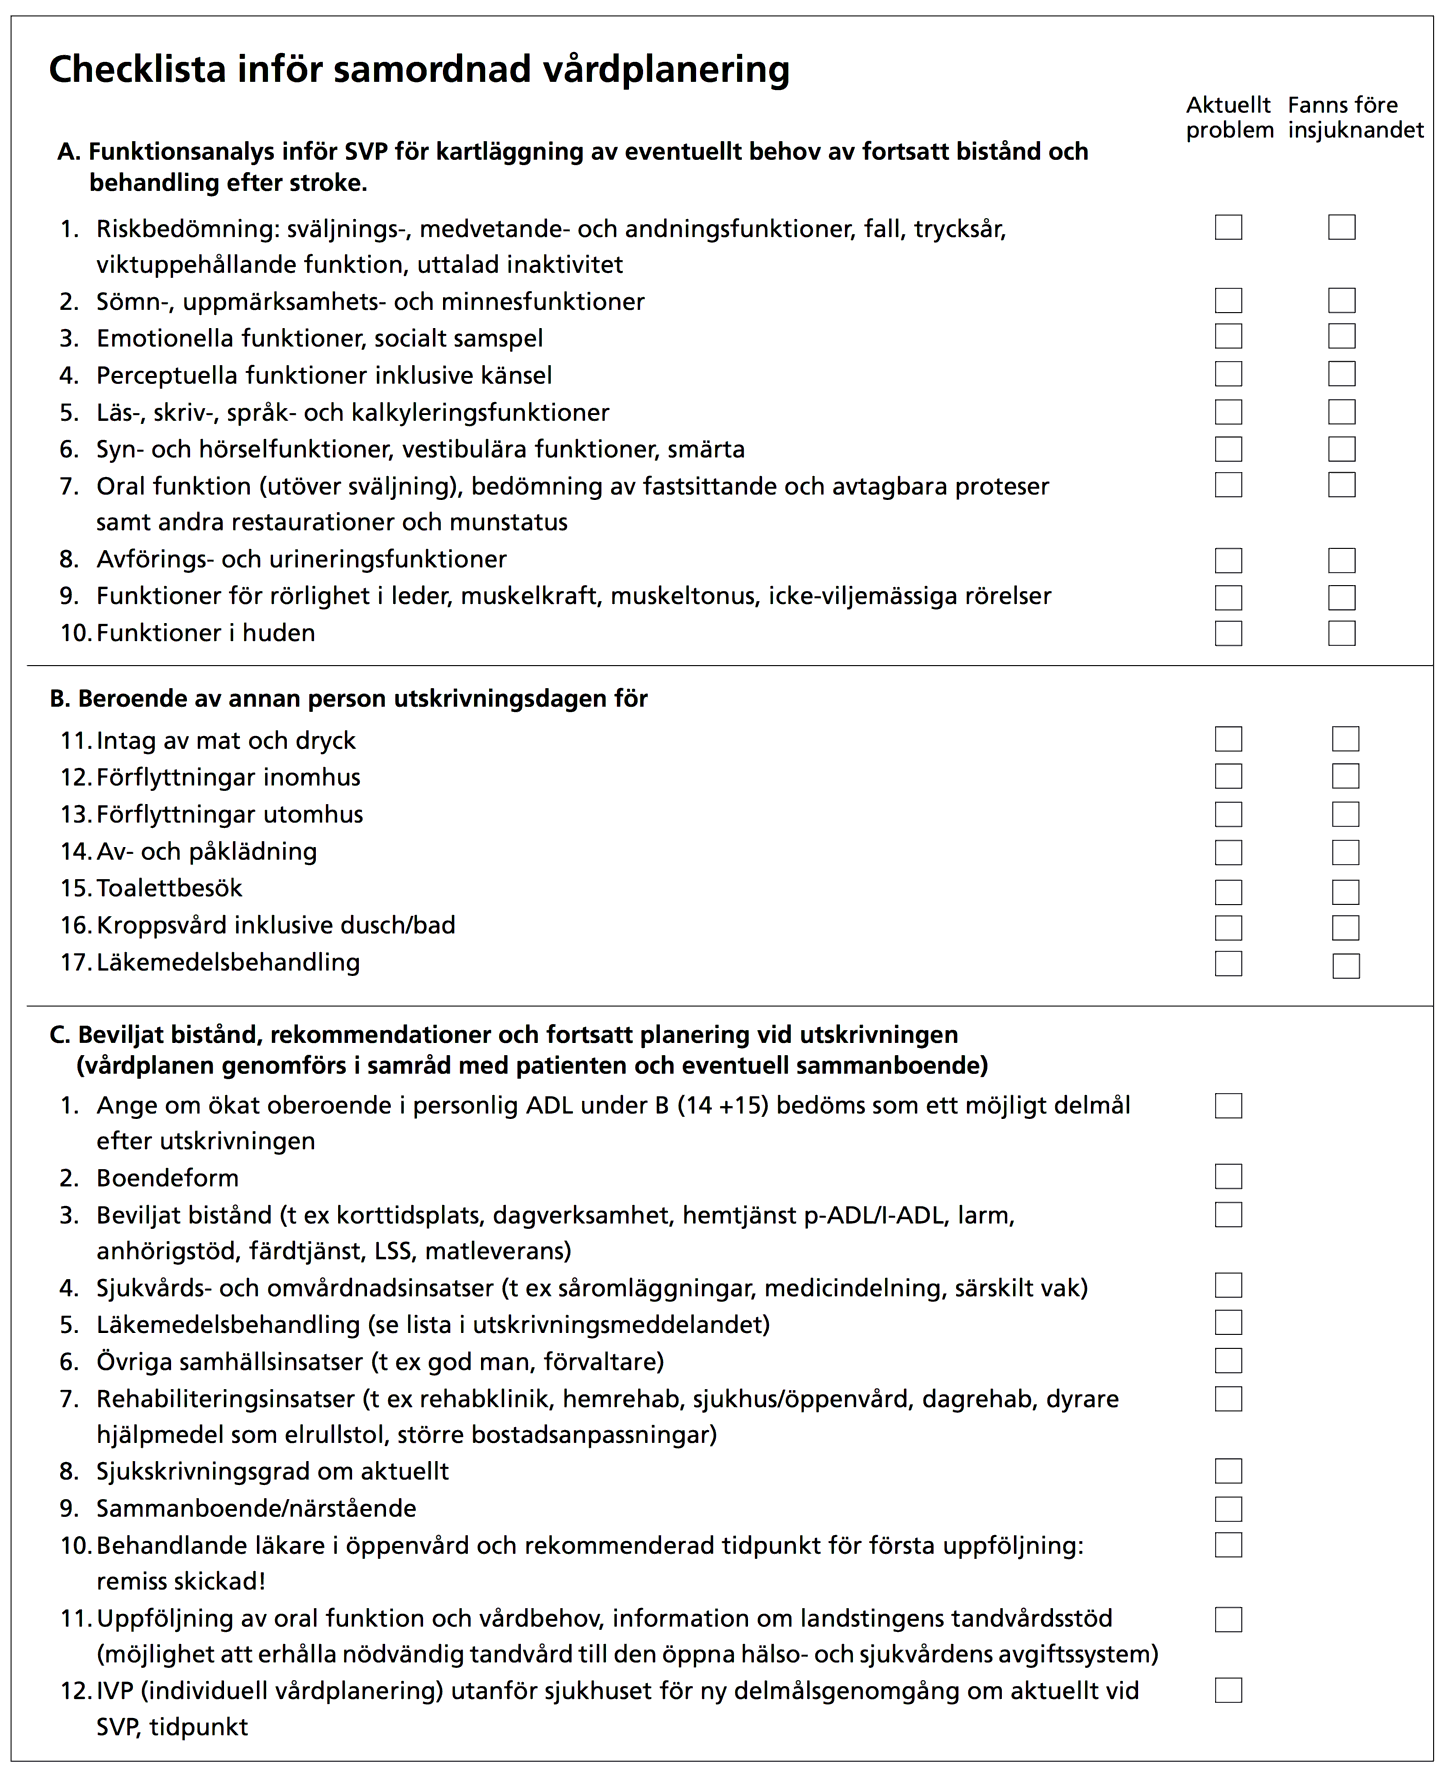 Checklista inför samordnad vårdplanering
Aktuellt problem
Fanns före insjuknandet
A. Funktionsanalys inför SVP för kartläggning av eventuellt behov av fortsatt bistånd och
behandling efter stroke.
1. Riskbedömning: sväljnings-, medvetande- och andningsfunktioner, fall, trycksår,
viktuppehållande funktion, uttalad inaktivitet
2. Sömn-, uppmärksamhets- och minnesfunktioner
3. Emotionella funktioner, socialt samspel
4. Perceptuella funktioner inklusive känsel
5. Läs-, skriv-, språk- och kalkyleringsfunktioner
6. Syn- och hörselfunktioner, vestibulära funktioner, smärta
7. Oral funktion (utöver sväljning), bedömning av fastsittande och avtagbara proteser
samt andra restaurationer och munstatus
8. Avförings- och urineringsfunktioner
9. Funktioner för rörlighet i leder, muskelkraft, muskeltonus, icke-viljemässiga rörelser
10. Funktioner i huden
B. Beroende av annan person utskrivningsdagen för
11. Intag av mat och dryck
12. Förflyttningar inomhus
13. Förflyttningar utomhus
14. Av- och påklädning
15. Toalettbesök
16. Kroppsvård inklusive dusch/bad
17. Läkemedelsbehandling
C. Beviljat bistånd, rekommendationer och fortsatt planering vid utskrivningen
(vårdplanen genomförs i samråd med patienten och eventuell sammanboende)
1. Ange om ökat oberoende i personlig ADL under B (14 +15) bedöms som ett möjligt delmål
efter utskrivningen
2. Boendeform
3. Beviljat bistånd (t ex korttidsplats, dagverksamhet, hemtjänst p-ADL/I-ADL, larm,
anhörigstöd, färdtjänst, LSS, matleverans)
4. Sjukvårds- och omvårdnadsinsatser (t ex såromläggningar, medicindelning, särskilt vak)
5. Läkemedelsbehandling (se lista i utskrivningsmeddelandet)
6. Övriga samhällsinsatser (t ex god man, förvaltare)
7. Rehabiliteringsinsatser (t ex rehabklinik, hemrehab, sjukhus/öppenvård, dagrehab, dyrare
hjälpmedel som elrullstol, större bostadsanpassningar)
8. Sjukskrivningsgrad om aktuellt
9. Sammanboende/närstående
10. Behandlande läkare i öppenvård och rekommenderad tidpunkt för första uppföljning:
remiss skickad!
11. Uppföljning av oral funktion och vårdbehov, information om landstingens tandvårdsstöd
(möjlighet att erhålla nödvändig tandvård till den öppna hälso- och sjukvårdens avgiftssystem)
12. IVP (individuell vårdplanering) utanför sjukhuset för ny delmålsgenomgång om aktuellt vid
SVP, tidpunkt